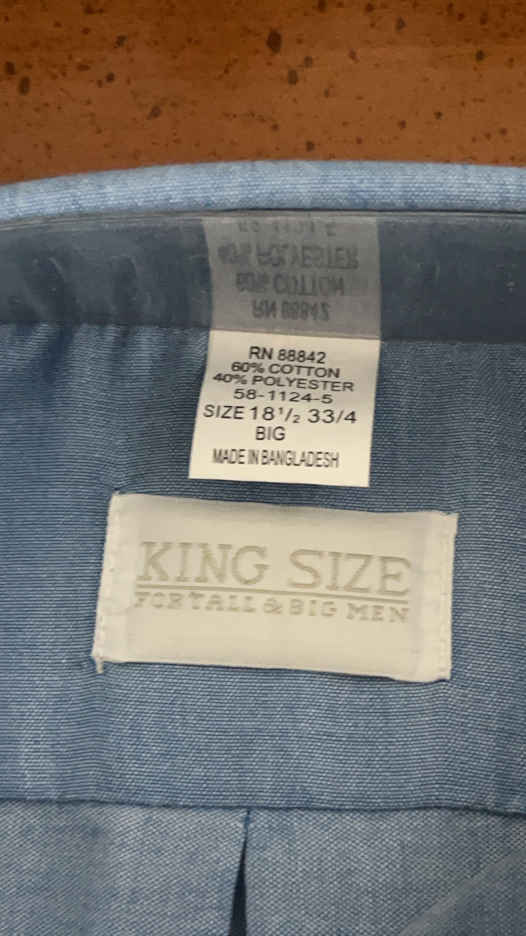 RN 88842
60% COTTON
40% POLYESTER
58-1124-5
SIZE 18 1/2 33/4
BIG
MADE IN BANGLADESH
KING SIZE
FOR TALL & BIG MEN